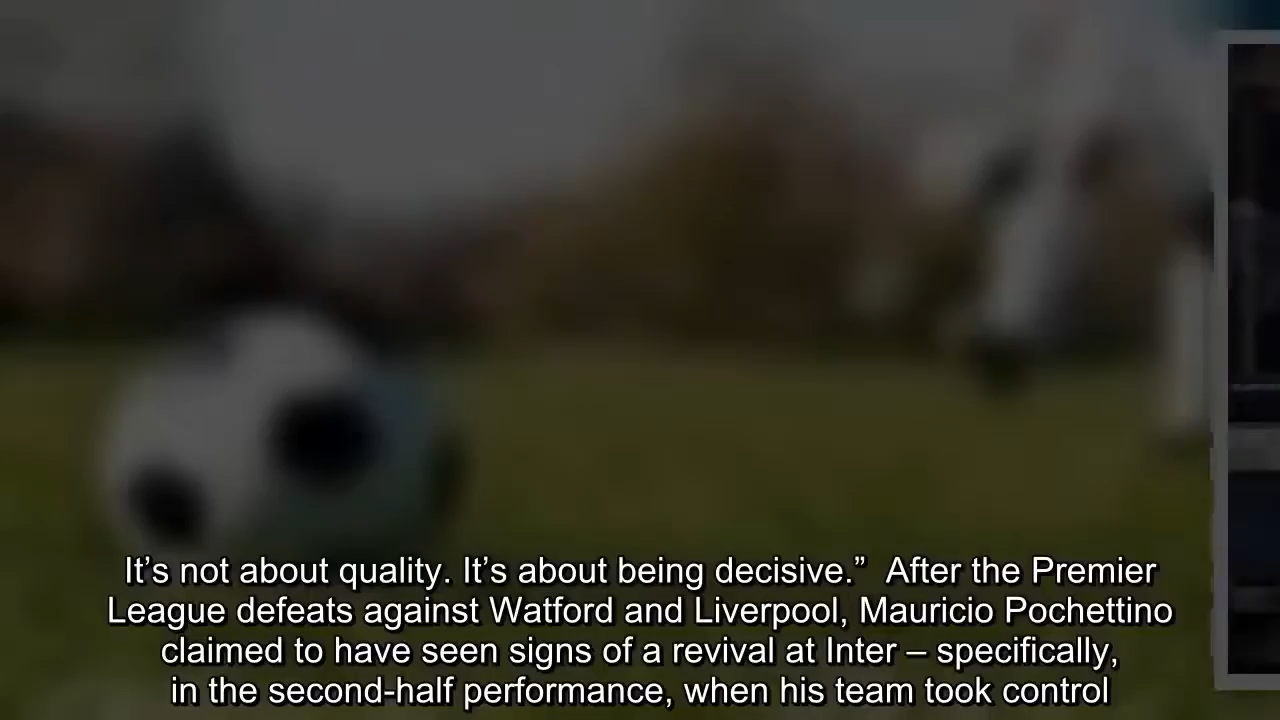 It’s not about quality. It’s about being decisive.”  After the Premier
League defeats against Watford and Liverpool, Mauricio Pochettino
claimed to have seen signs of a revival at Inter – specifically,
in the second-half performance, when his team took control